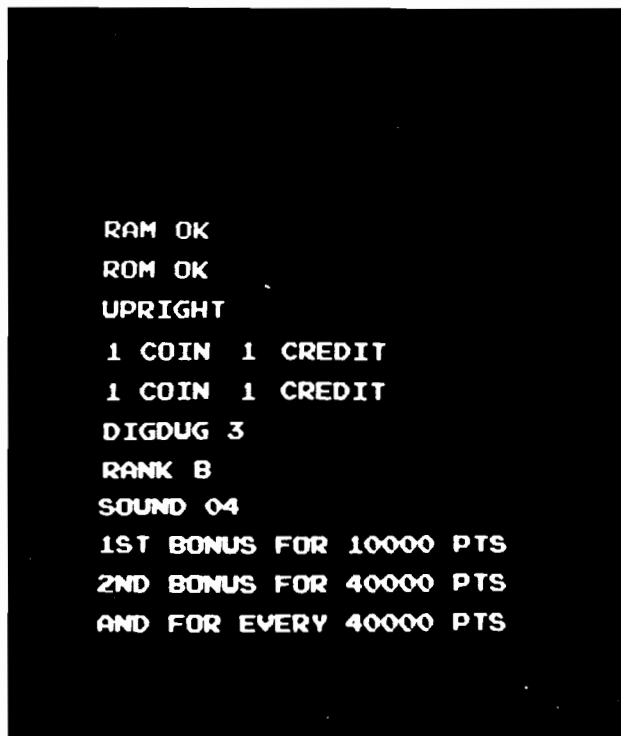 RAM OK
ROM OK
UPRIGHT
1 COIN 1 CREDIT
1 COIN 1 CREDIT
DIGDUG 3
RANK B
SOUND 04
1ST BONUS FOR 10000 PTS
2ND BONUS FOR 40000 PTS
AND FOR EVERY 40000 PTS